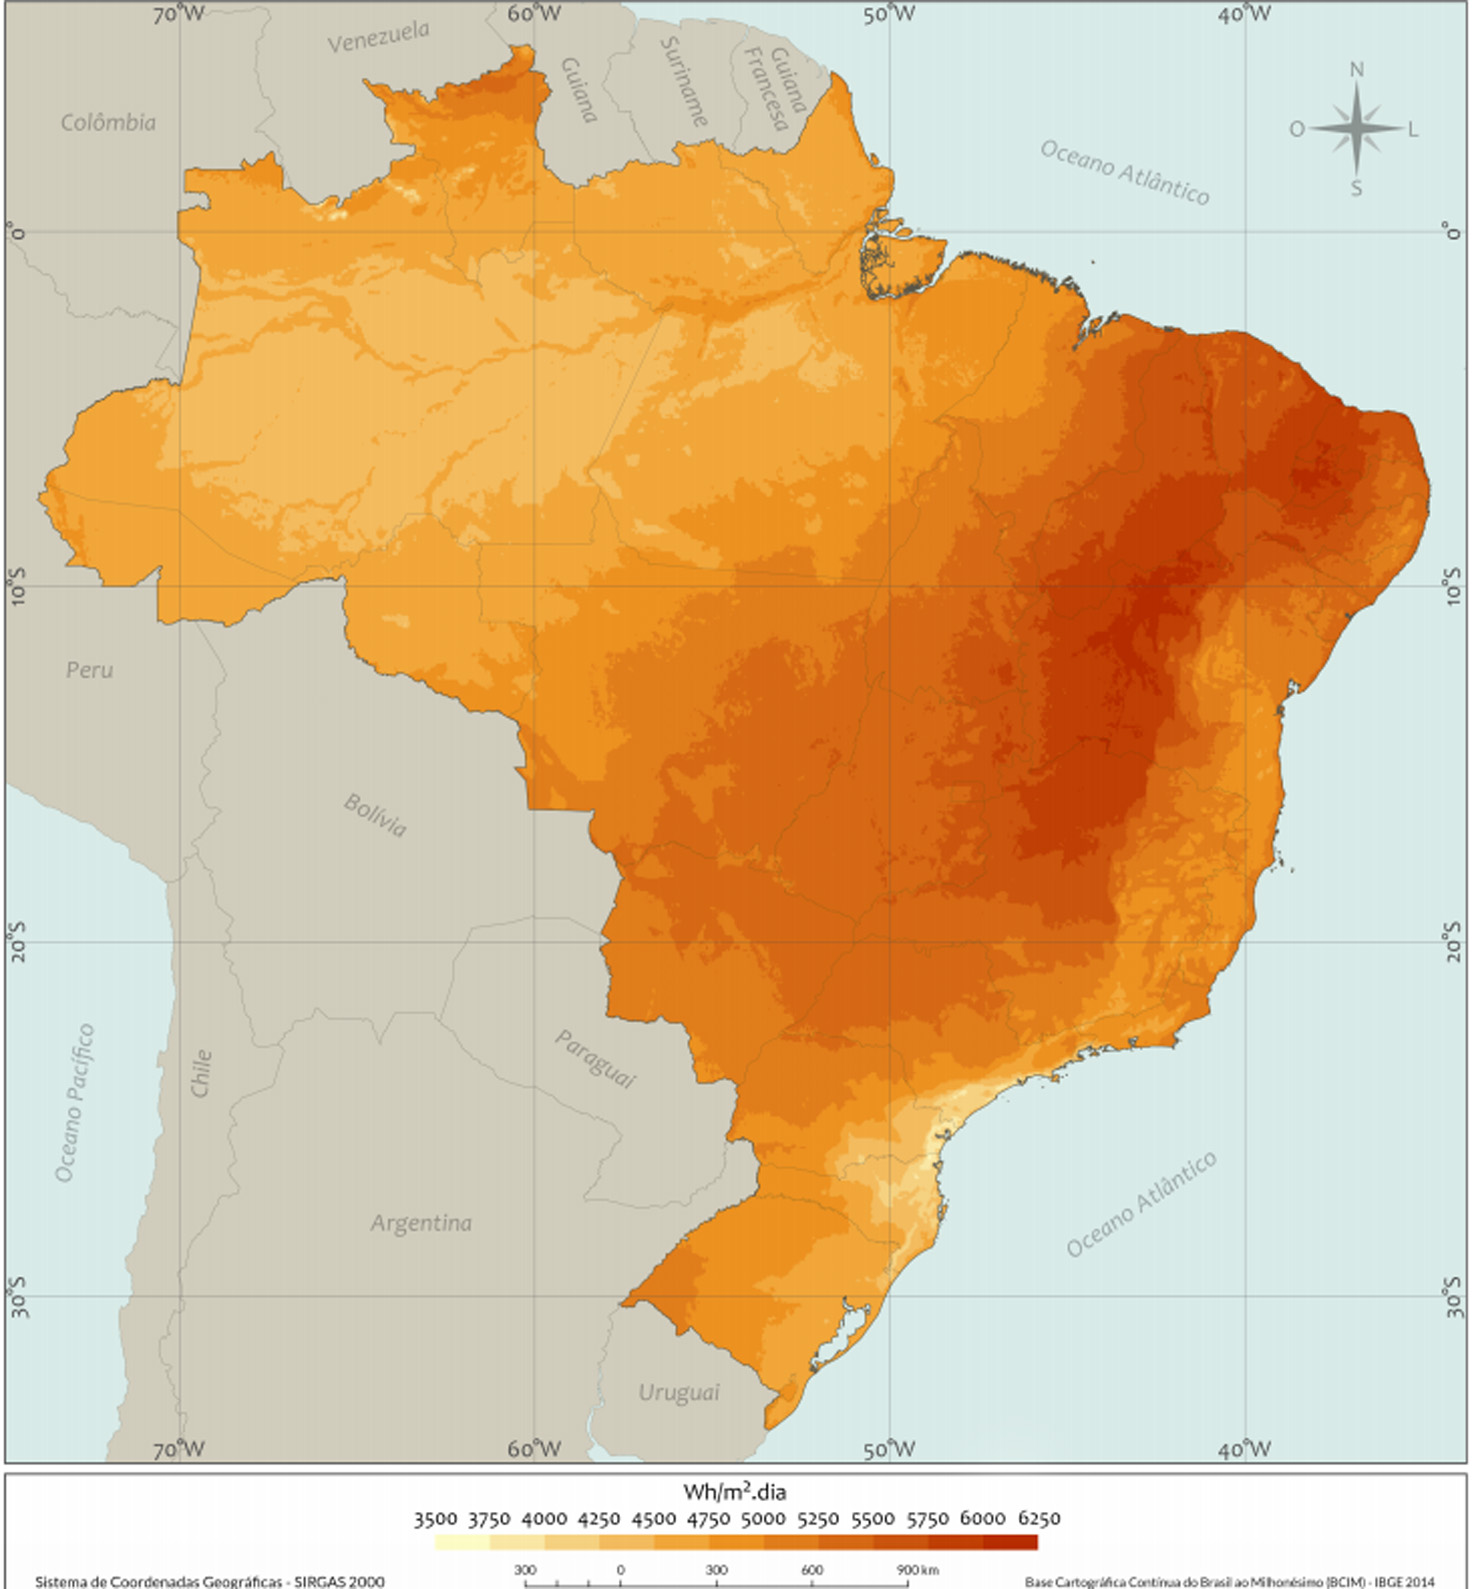 70°W 60°W 50°W 40°W
Venezuela
Guiana
Suriname
Guiana
Francesa
Colômbia
N
O L
S
Oceano Atlântico
0° 0°
10°S 10°S
Peru
Bolívia
20°S 20°S
Oceano Pacífico
Chile
Paraguai
Argentina
Oceano Atlântico
30°S 30°S
Uruguai
70°W 60°W 50°W 40°W
Wh/m².dia
3500 3750 4000 4250 4500 4750 5000 5250 5500 5750 6000 6250
300 0 300 600 900 km
Sistema de Coordenadas Geográficas - SIRGAS 2000
Base Cartográfica Contínua do Brasil ao Milhonésimo (BCIM) - IBGE 2014